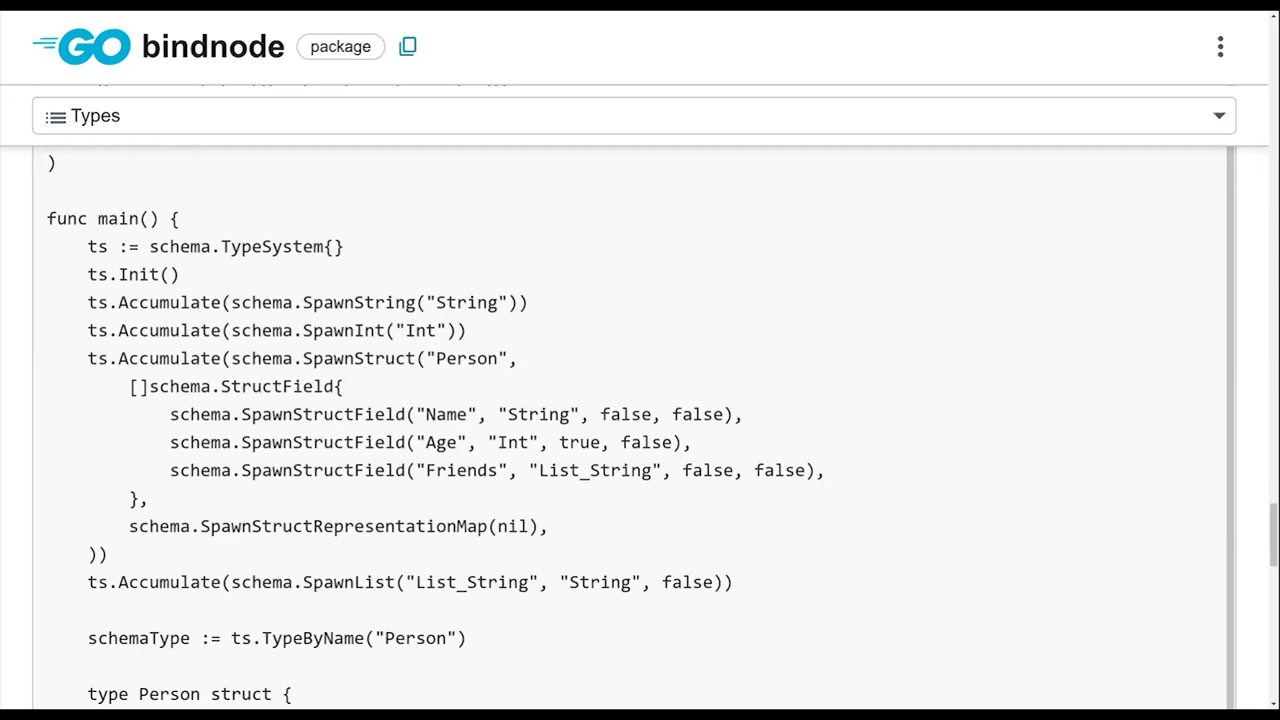 GO bindnode package
Types
)
func main() {
    ts := schema.TypeSystem{}
    ts.Init()
    ts.Accumulate(schema.SpawnString("String"))
    ts.Accumulate(schema.SpawnInt("Int"))
    ts.Accumulate(schema.SpawnStruct("Person",
        []schema.StructField{
            schema.SpawnStructField("Name", "String", false, false),
            schema.SpawnStructField("Age", "Int", true, false),
            schema.SpawnStructField("Friends", "List_String", false, false),
        },
        schema.SpawnStructRepresentationMap(nil),
    ))
    ts.Accumulate(schema.SpawnList("List_String", "String", false))
    schemaType := ts.TypeByName("Person")
    type Person struct {